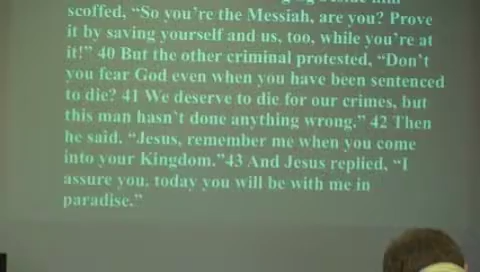 scoffed, “So you’re the Messiah, are you? Prove
it by saving yourself and us, too, while you’re at
it!” 40 But the other criminal protested, “Don’t
you fear God even when you have been sentenced
to die? 41 We deserve to die for our crimes, but
this man hasn’t done anything wrong.” 42 Then
he said, “Jesus, remember me when you come
into your Kingdom.”43 And Jesus replied, “I
assure you, today you will be with me in
paradise.”